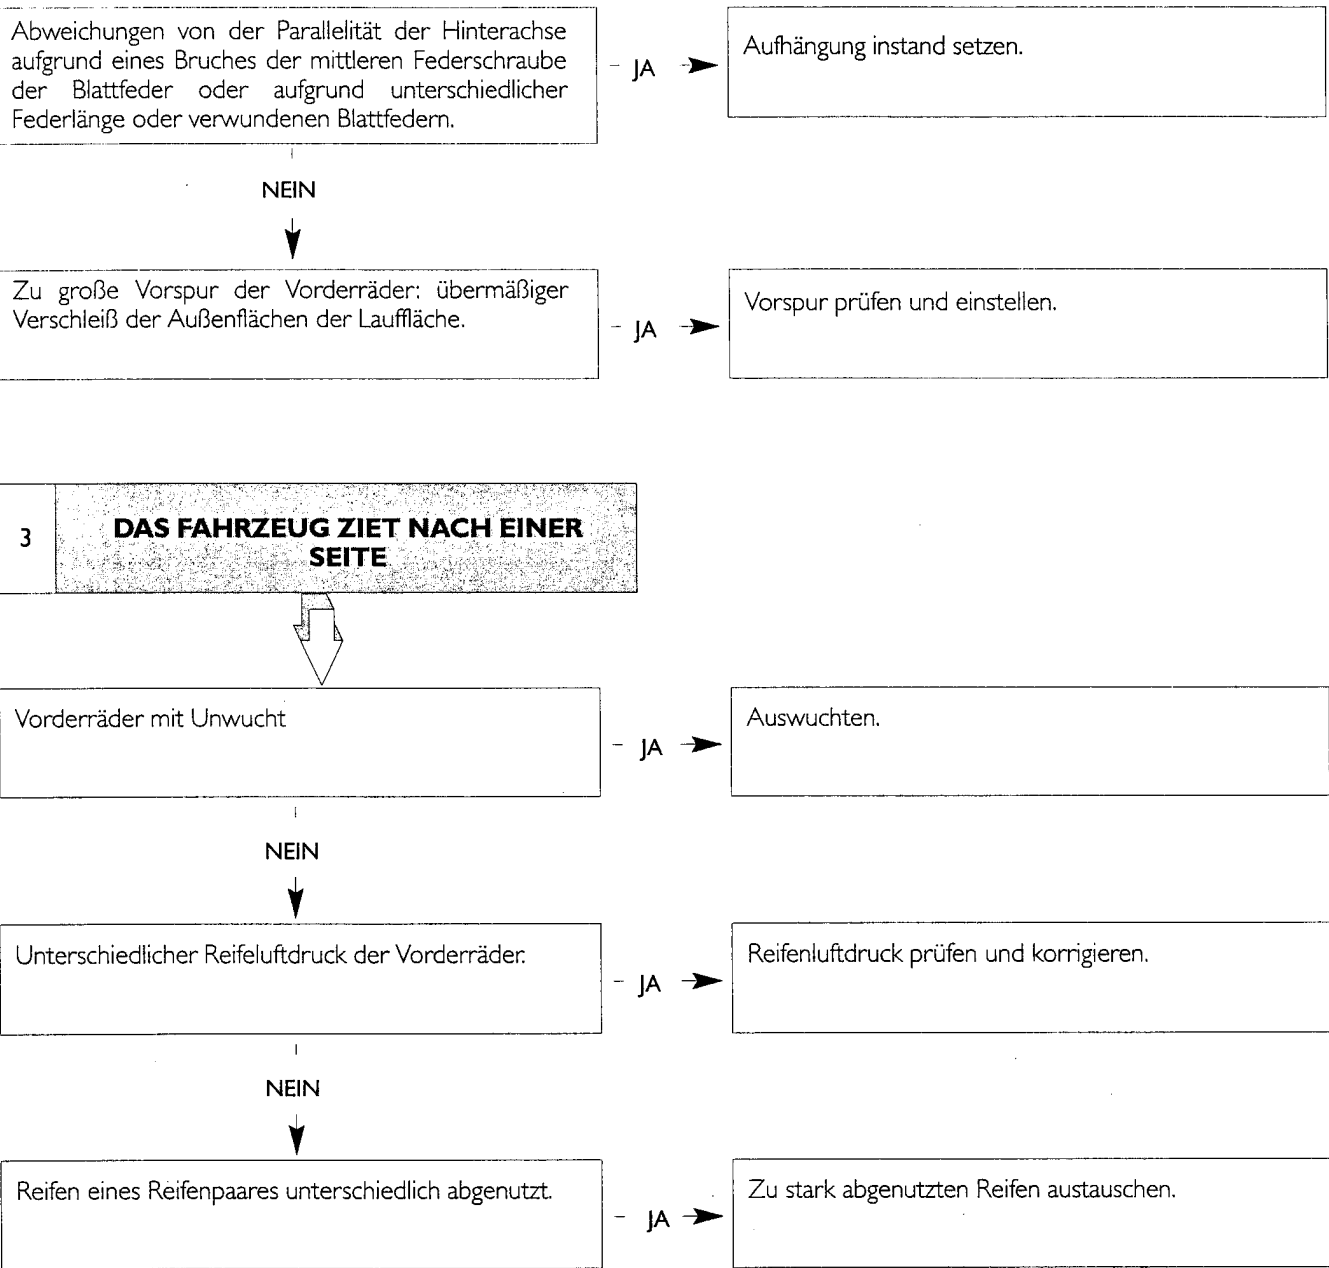 Abweichungen von der Parallelität der Hinterachse
aufgrund eines Bruches der mittleren Federschraube
der Blattfeder oder aufgrund unterschiedlicher
Federlänge oder verwundenen Blattfedern.
JA
Aufhängung instand setzen.
NEIN
Zu große Vorspur der Vorderräder: übermäßiger
Verschleiß der Außenflächen der Lauffläche.
JA
Vorspur prüfen und einstellen.
3
DAS FAHRZEUG ZIET NACH EINER
SEITE
Vorderräder mit Unwucht
JA
Auswuchten.
NEIN
Unterschiedlicher Reifeluftdruck der Vorderräder.
JA
Reifenluftdruck prüfen und korrigieren.
NEIN
Reifen eines Reifenpaares unterschiedlich abgenutzt.
JA
Zu stark abgenutzten Reifen austauschen.